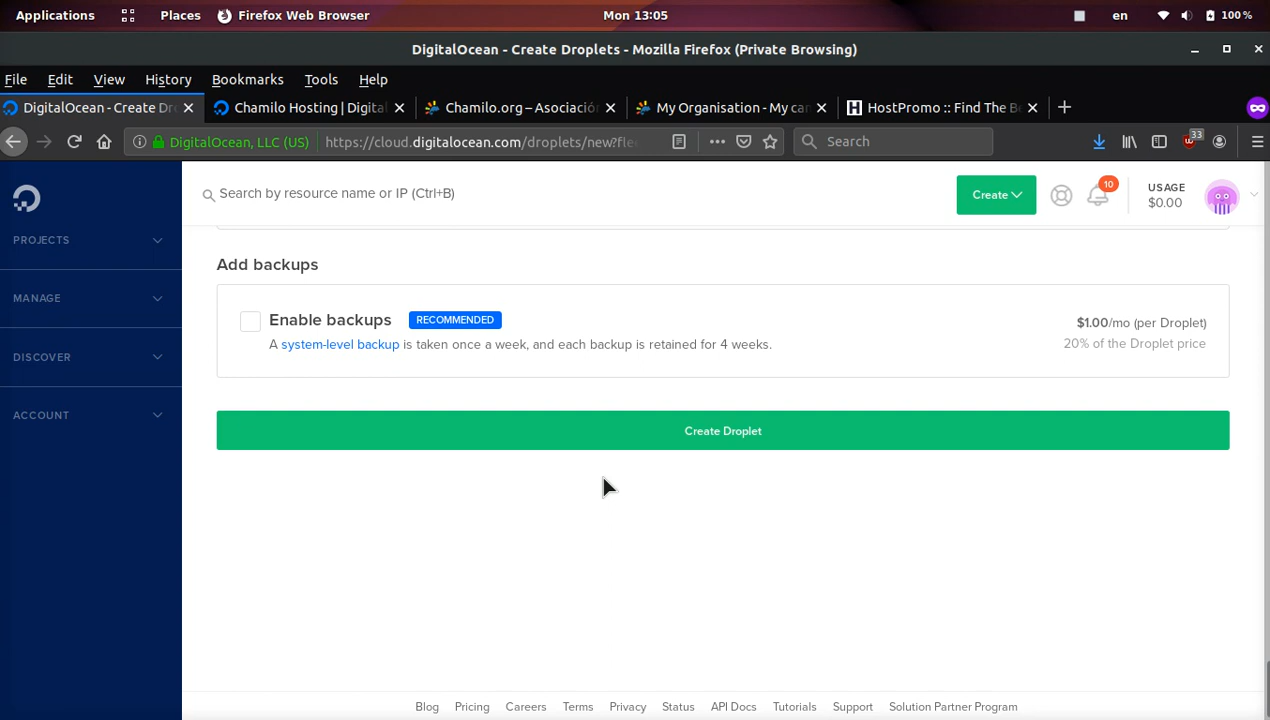 Applications Places Firefox Web Browser Mon 13:05 en 100%
DigitalOcean - Create Droplets - Mozilla Firefox (Private Browsing)
File Edit View History Bookmarks Tools Help
DigitalOcean - Create Dr Chamilo Hosting | Digital Chamilo.org – Asociació My Organisation - My ca HostPromo :: Find The B
DigitalOcean, LLC (US) https://cloud.digitalocean.com/droplets/new?fle Search 33
Search by resource name or IP (Ctrl+B) Create 10 USAGE
$0.00
PROJECTS
MANAGE
DISCOVER
ACCOUNT
Add backups
Enable backups RECOMMENDED $1.00/mo (per Droplet)
A system-level backup is taken once a week, and each backup is retained for 4 weeks. 20% of the Droplet price
Create Droplet
Blog Pricing Careers Terms Privacy Status API Docs Tutorials Support Solution Partner Program